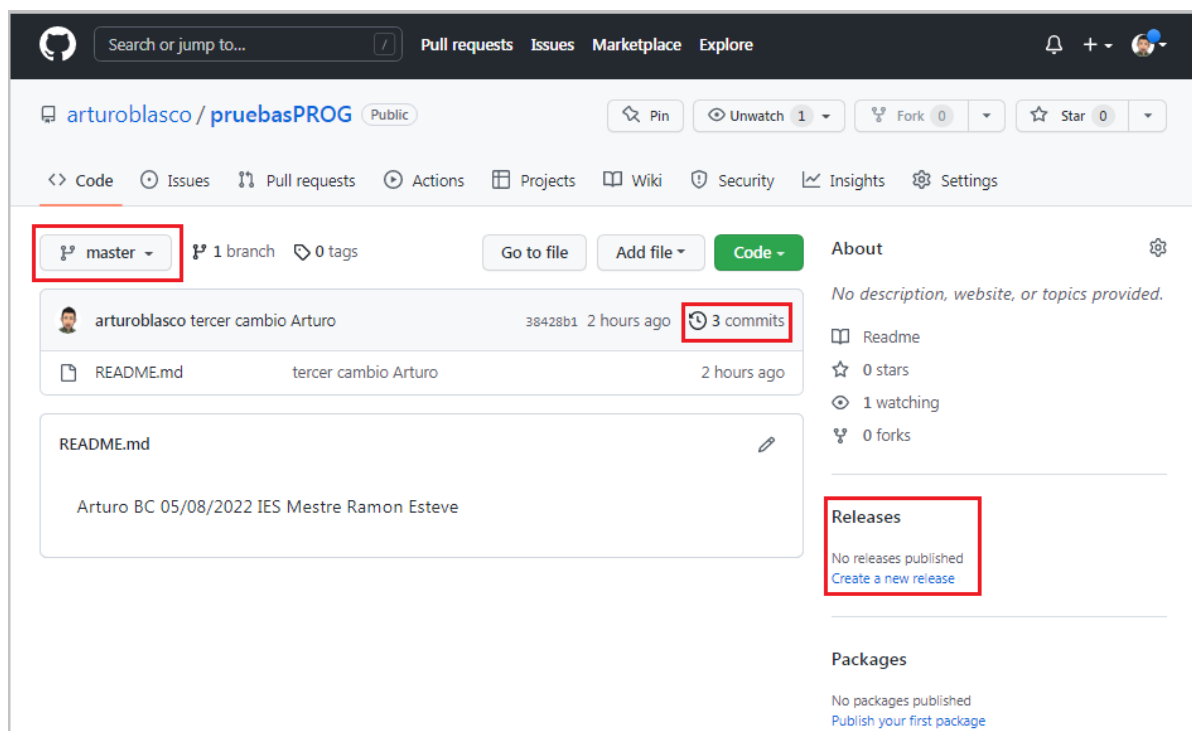 Search or jump to... / Pull requests Issues Marketplace Explore
arturoblasco / pruebasPROG Public Pin Unwatch 1 Fork 0 Star 0
Code Issues Pull requests Actions Projects Wiki Security Insights Settings
master 1 branch 0 tags Go to file Add file Code
arturoblasco tercer cambio Arturo 38428b1 2 hours ago 3 commits
README.md tercer cambio Arturo 2 hours ago
README.md
Arturo BC 05/08/2022 IES Mestre Ramon Esteve
About
No description, website, or topics provided.
Readme
0 stars
1 watching
0 forks
Releases
No releases published
Create a new release
Packages
No packages published
Publish your first package